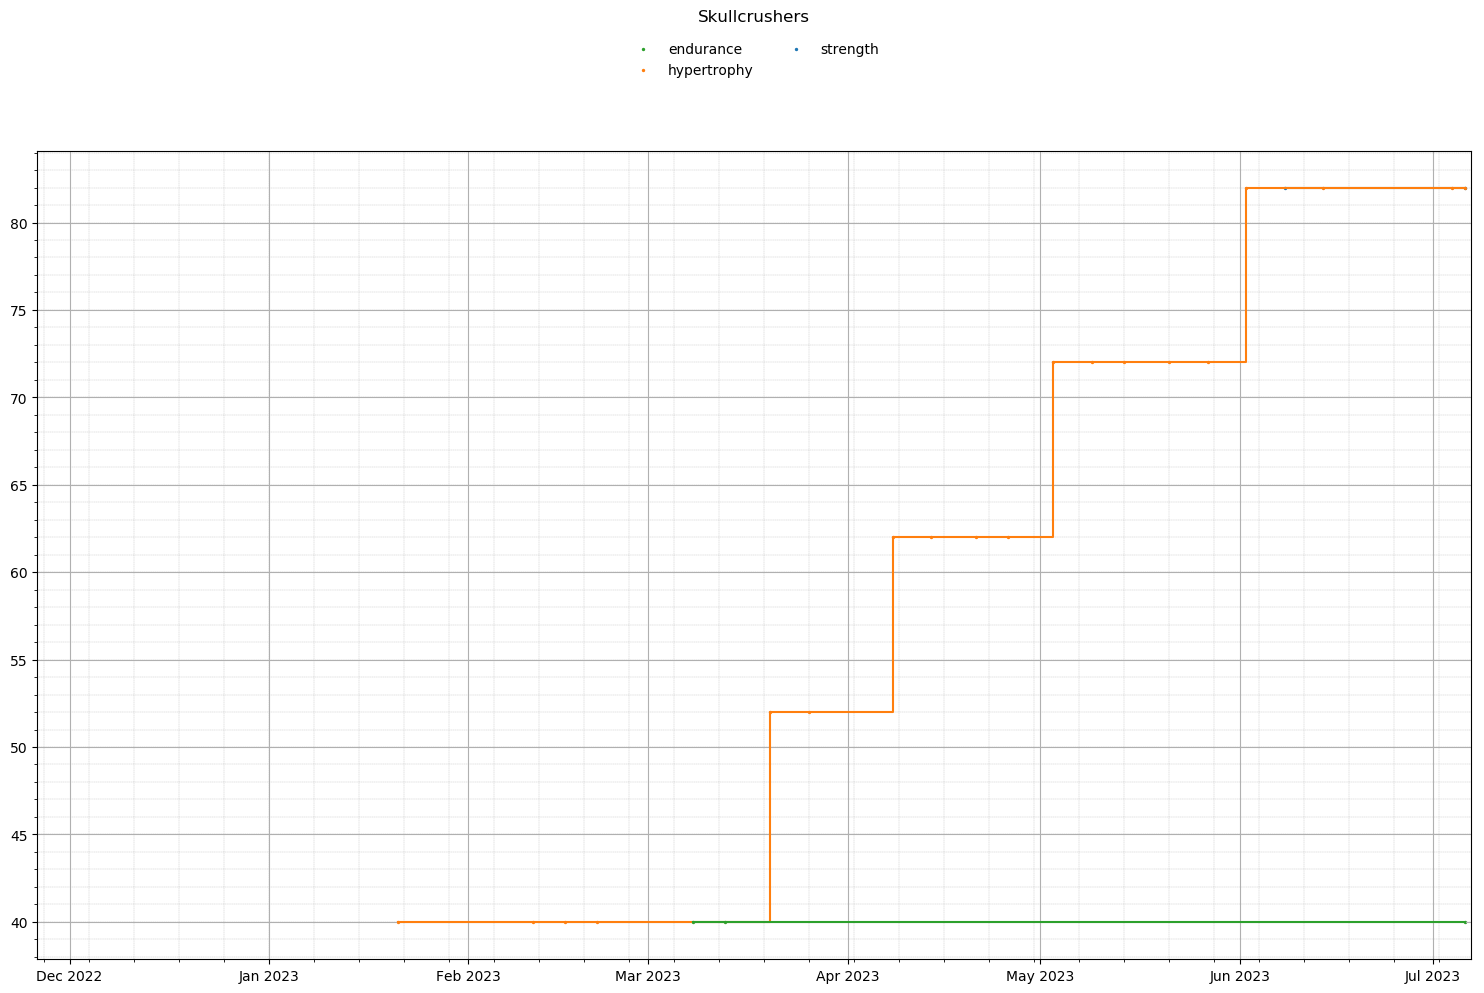 Skullcrushers
endurance
strength
hypertrophy
80
75
70
65
60
55
50
45
40
Dec 2022
Jan 2023
Feb 2023
Mar 2023
Apr 2023
May 2023
Jun 2023
Jul 2023